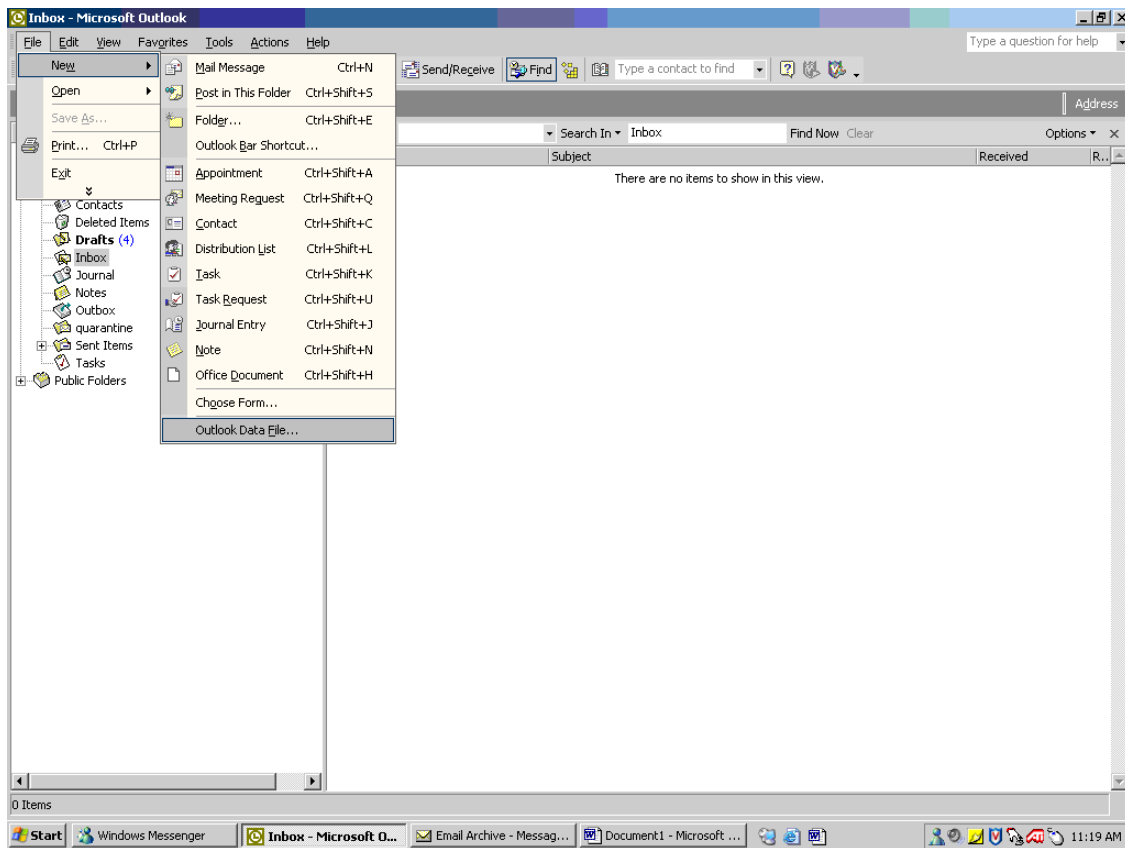 Inbox - Microsoft Outlook
File Edit View Favorites Tools Actions Help Type a question for help
Send/Receive Find Type a contact to find
New
Open
Save As...
Print... Ctrl+P
Exit
Mail Message Ctrl+N
Post in This Folder Ctrl+Shift+S
Folder... Ctrl+Shift+E
Outlook Bar Shortcut...
Appointment Ctrl+Shift+A
Meeting Request Ctrl+Shift+Q
Contact Ctrl+Shift+C
Distribution List Ctrl+Shift+L
Task Ctrl+Shift+K
Task Request Ctrl+Shift+U
Journal Entry Ctrl+Shift+J
Note Ctrl+Shift+N
Office Document Ctrl+Shift+H
Choose Form...
Outlook Data File...
Address
Search In Inbox Find Now Clear Options
Subject Received R...
There are no items to show in this view.
Contacts
Deleted Items
Drafts (4)
Inbox
Journal
Notes
Outbox
quarantine
Sent Items
Tasks
Public Folders
0 Items
Start Windows Messenger Inbox - Microsoft O... Email Archive - Messag... Document1 - Microsoft ... 11:19 AM